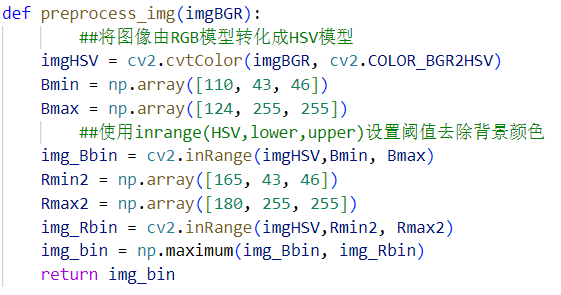 def preprocess_img(imgBGR):
##将图像由RGB模型转化成HSV模型
imgHSV = cv2.cvtColor(imgBGR, cv2.COLOR_BGR2HSV)
Bmin = np.array([110, 43, 46])
Bmax = np.array([124, 255, 255])
##使用inrange(HSV,lower,upper)设置阈值去除背景颜色
img_Bbin = cv2.inRange(imgHSV,Bmin, Bmax)
Rmin2 = np.array([165, 43, 46])
Rmax2 = np.array([180, 255, 255])
img_Rbin = cv2.inRange(imgHSV,Rmin2, Rmax2)
img_bin = np.maximum(img_Bbin, img_Rbin)
return img_bin